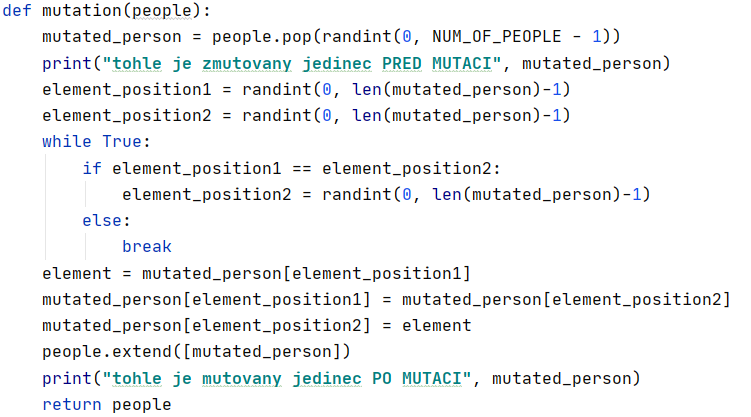 def mutation(people):
    mutated_person = people.pop(randint(0, NUM_OF_PEOPLE - 1))
    print("tohle je zmutovany jedinec PRED MUTACI", mutated_person)
    element_position1 = randint(0, len(mutated_person)-1)
    element_position2 = randint(0, len(mutated_person)-1)
    while True:
        if element_position1 == element_position2:
            element_position2 = randint(0, len(mutated_person)-1)
        else:
            break
    element = mutated_person[element_position1]
    mutated_person[element_position1] = mutated_person[element_position2]
    mutated_person[element_position2] = element
    people.extend([mutated_person])
    print("tohle je mutovany jedinec PO MUTACI", mutated_person)
    return people